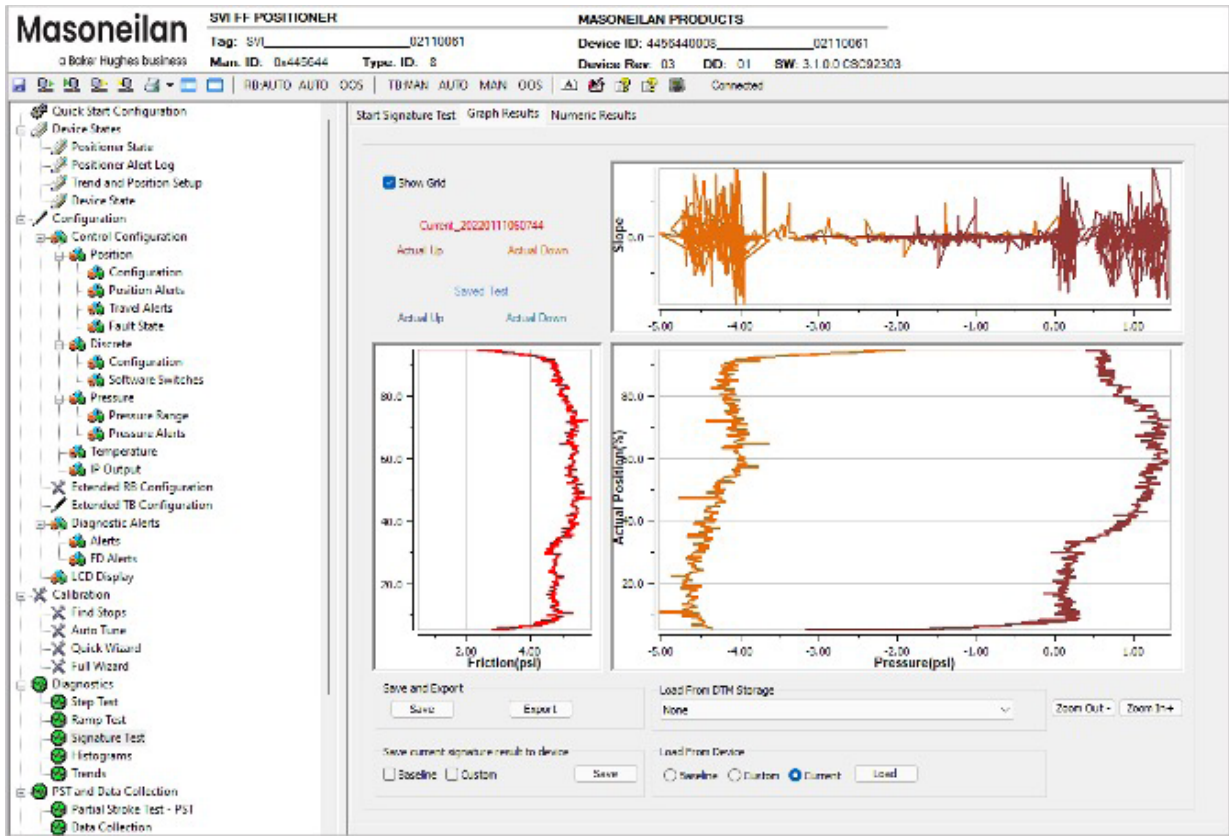 Masoneilan
a Baker Hughes business
SVI FF POSITIONER
MASONEILAN PRODUCTS
Tag: SVI_____________02110061
Device ID: 4456440008_____________02110061
Man. ID: 0x445644 Type. ID: 8
Device Rev: 03 DD: 01 SW: 3.1.0.0 C8C92303
RB:AUTO AUTO OOS TB:MAN AUTO MAN OOS Connected
Quick Start Configuration
Device States
Positioner State
Positioner Alert Log
Trend and Position Setup
Device State
Configuration
Control Configuration
Position
Configuration
Position Alerts
Travel Alerts
Fault State
Discrete
Configuration
Software Switches
Pressure
Pressure Range
Pressure Alerts
Temperature
IP Output
Extended RB Configuration
Extended TB Configuration
Diagnostic Alerts
Alerts
FD Alerts
LCD Display
Calibration
Find Stops
Auto Tune
Quick Wizard
Full Wizard
Diagnostics
Step Test
Ramp Test
Signature Test
Histograms
Trends
PST and Data Collection
Partial Stroke Test - PST
Data Collection
Start Signature Test Graph Results Numeric Results
Show Grid
Current_20220111060744
Actual Up Actual Down
Saved Test
Actual Up Actual Down
Slope
0.0
-5.00 -4.00 -3.00 -2.00 -1.00 0.00 1.00
80.0
60.0
40.0
20.0
2.00 4.00
Friction(psi)
Actual Position(%)
80.0
60.0
40.0
20.0
-5.00 -4.00 -3.00 -2.00 -1.00 0.00 1.00
Pressure(psi)
Save and Export
Save Export
Load From DTM Storage
None
Zoom Out - Zoom In+
Save current signature result to device
Baseline Custom Save
Load From Device
Baseline Custom Current Load